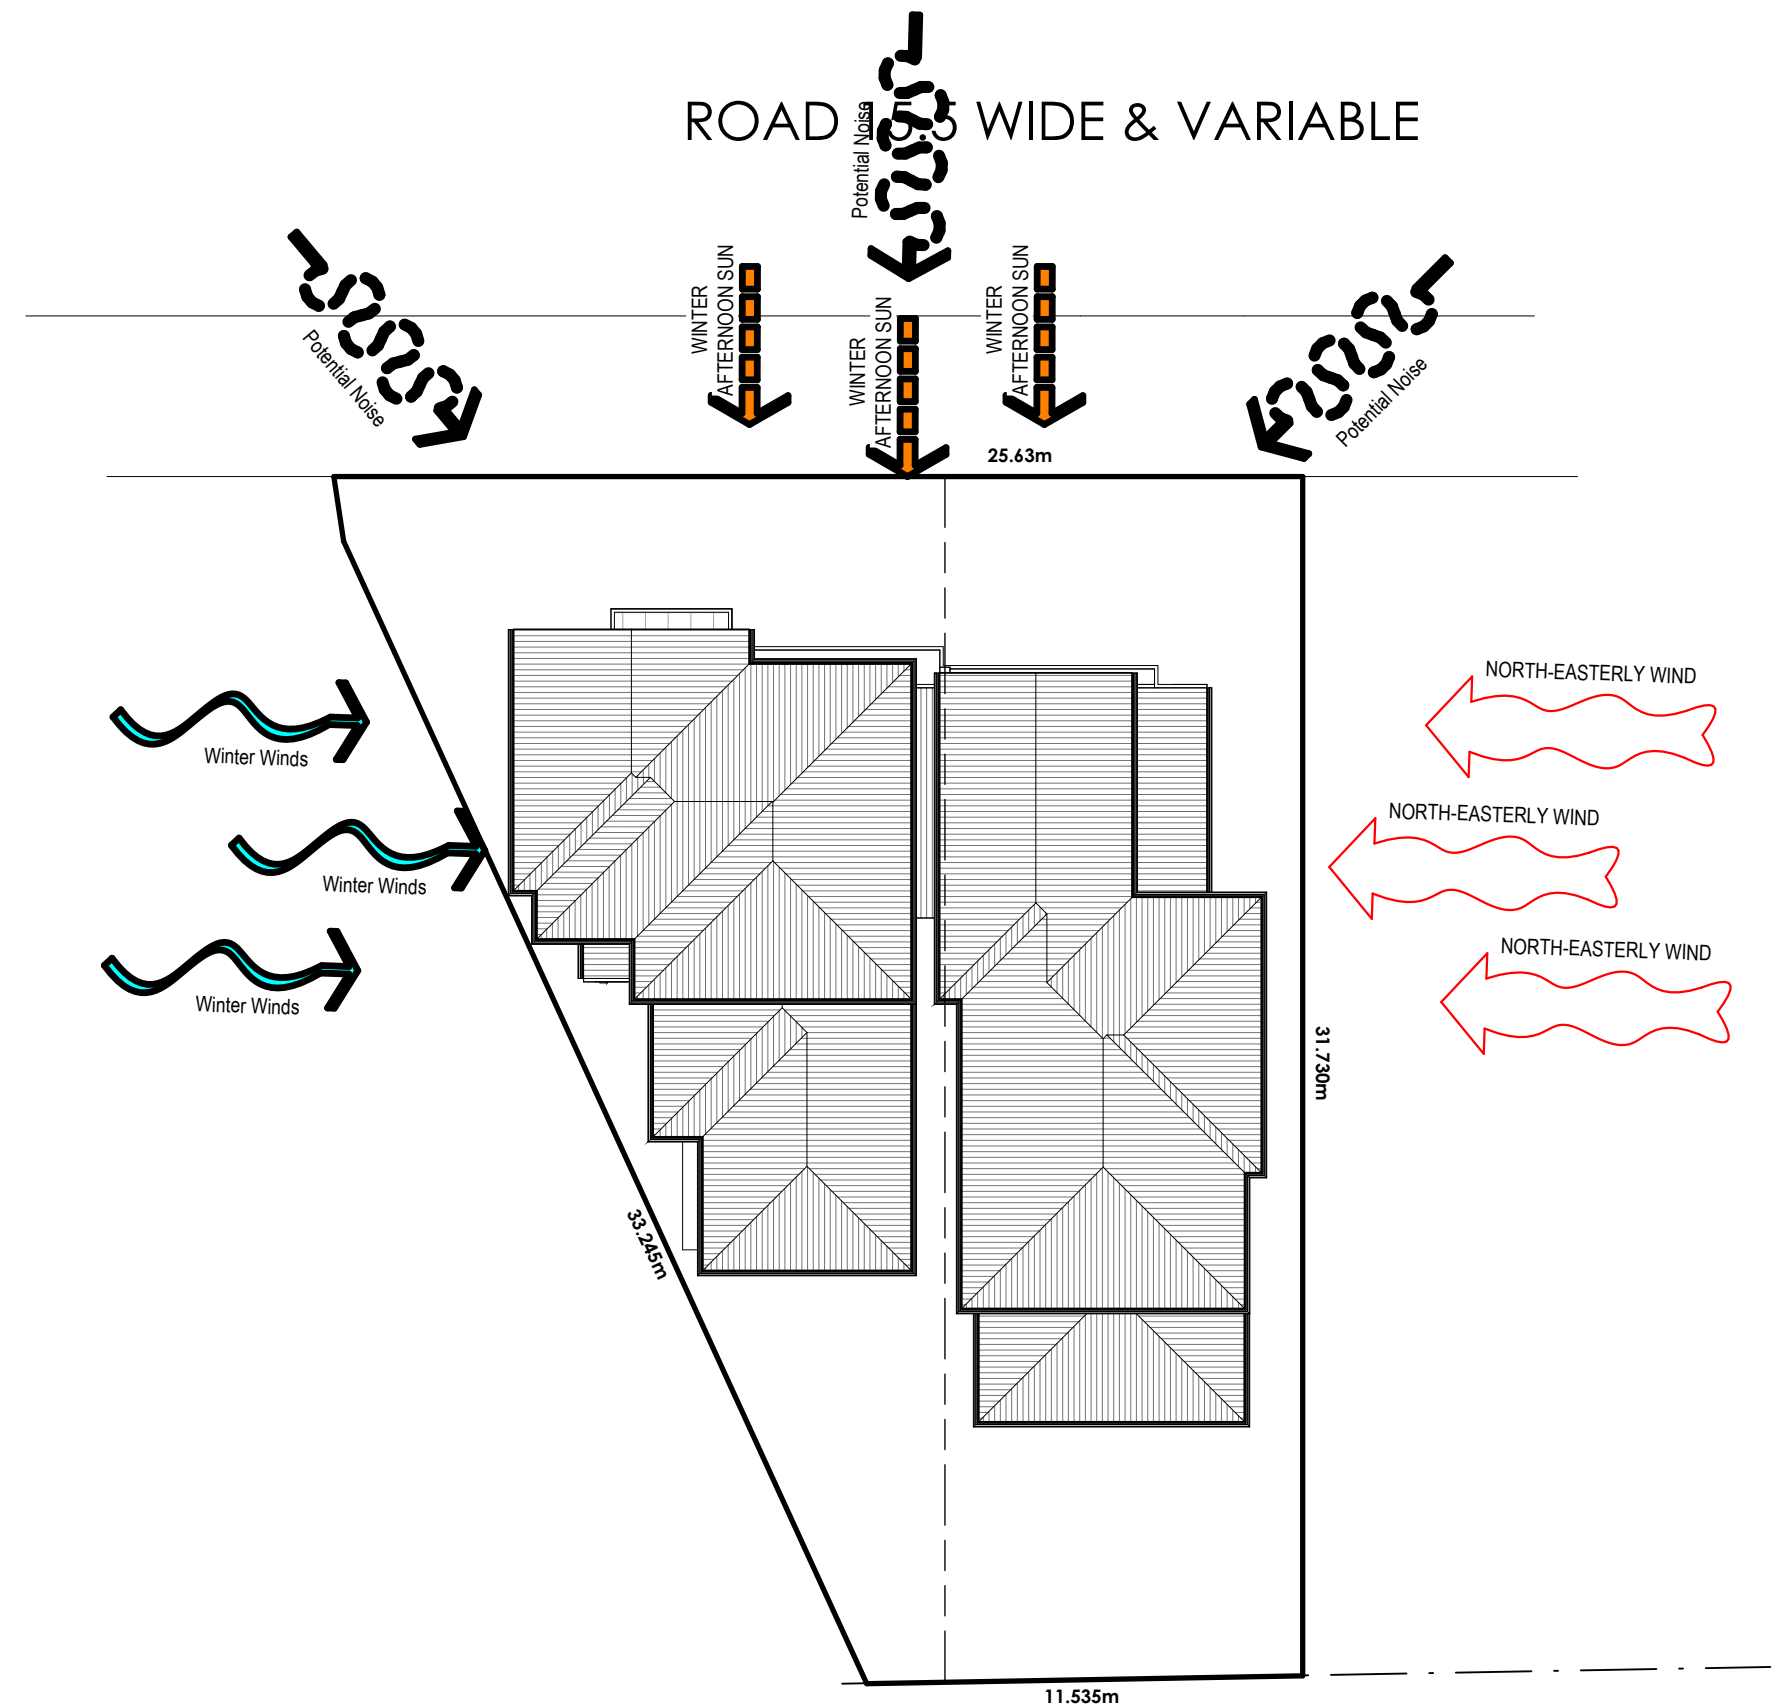 ROAD 15.5 WIDE & VARIABLE
Potential Noise
Potential Noise
Potential Noise
WINTER
AFTERNOON SUN
WINTER
AFTERNOON SUN
WINTER
AFTERNOON SUN
25.63m
NORTH-EASTERLY WIND
Winter Winds
NORTH-EASTERLY WIND
Winter Winds
NORTH-EASTERLY WIND
Winter Winds
31.730m
33.245m
11.535m